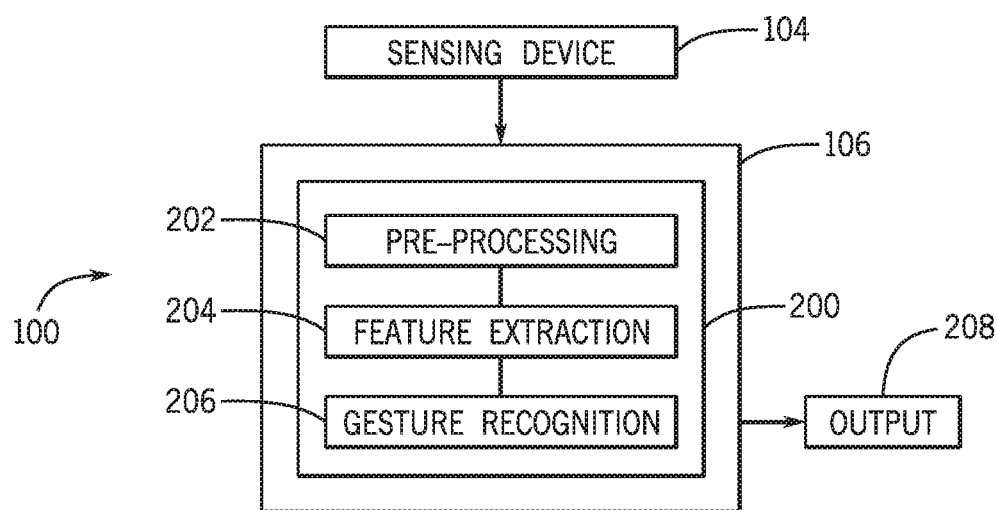 SENSING DEVICE
104
106
202
PRE-PROCESSING
100
204
FEATURE EXTRACTION
200
208
206
GESTURE RECOGNITION
OUTPUT